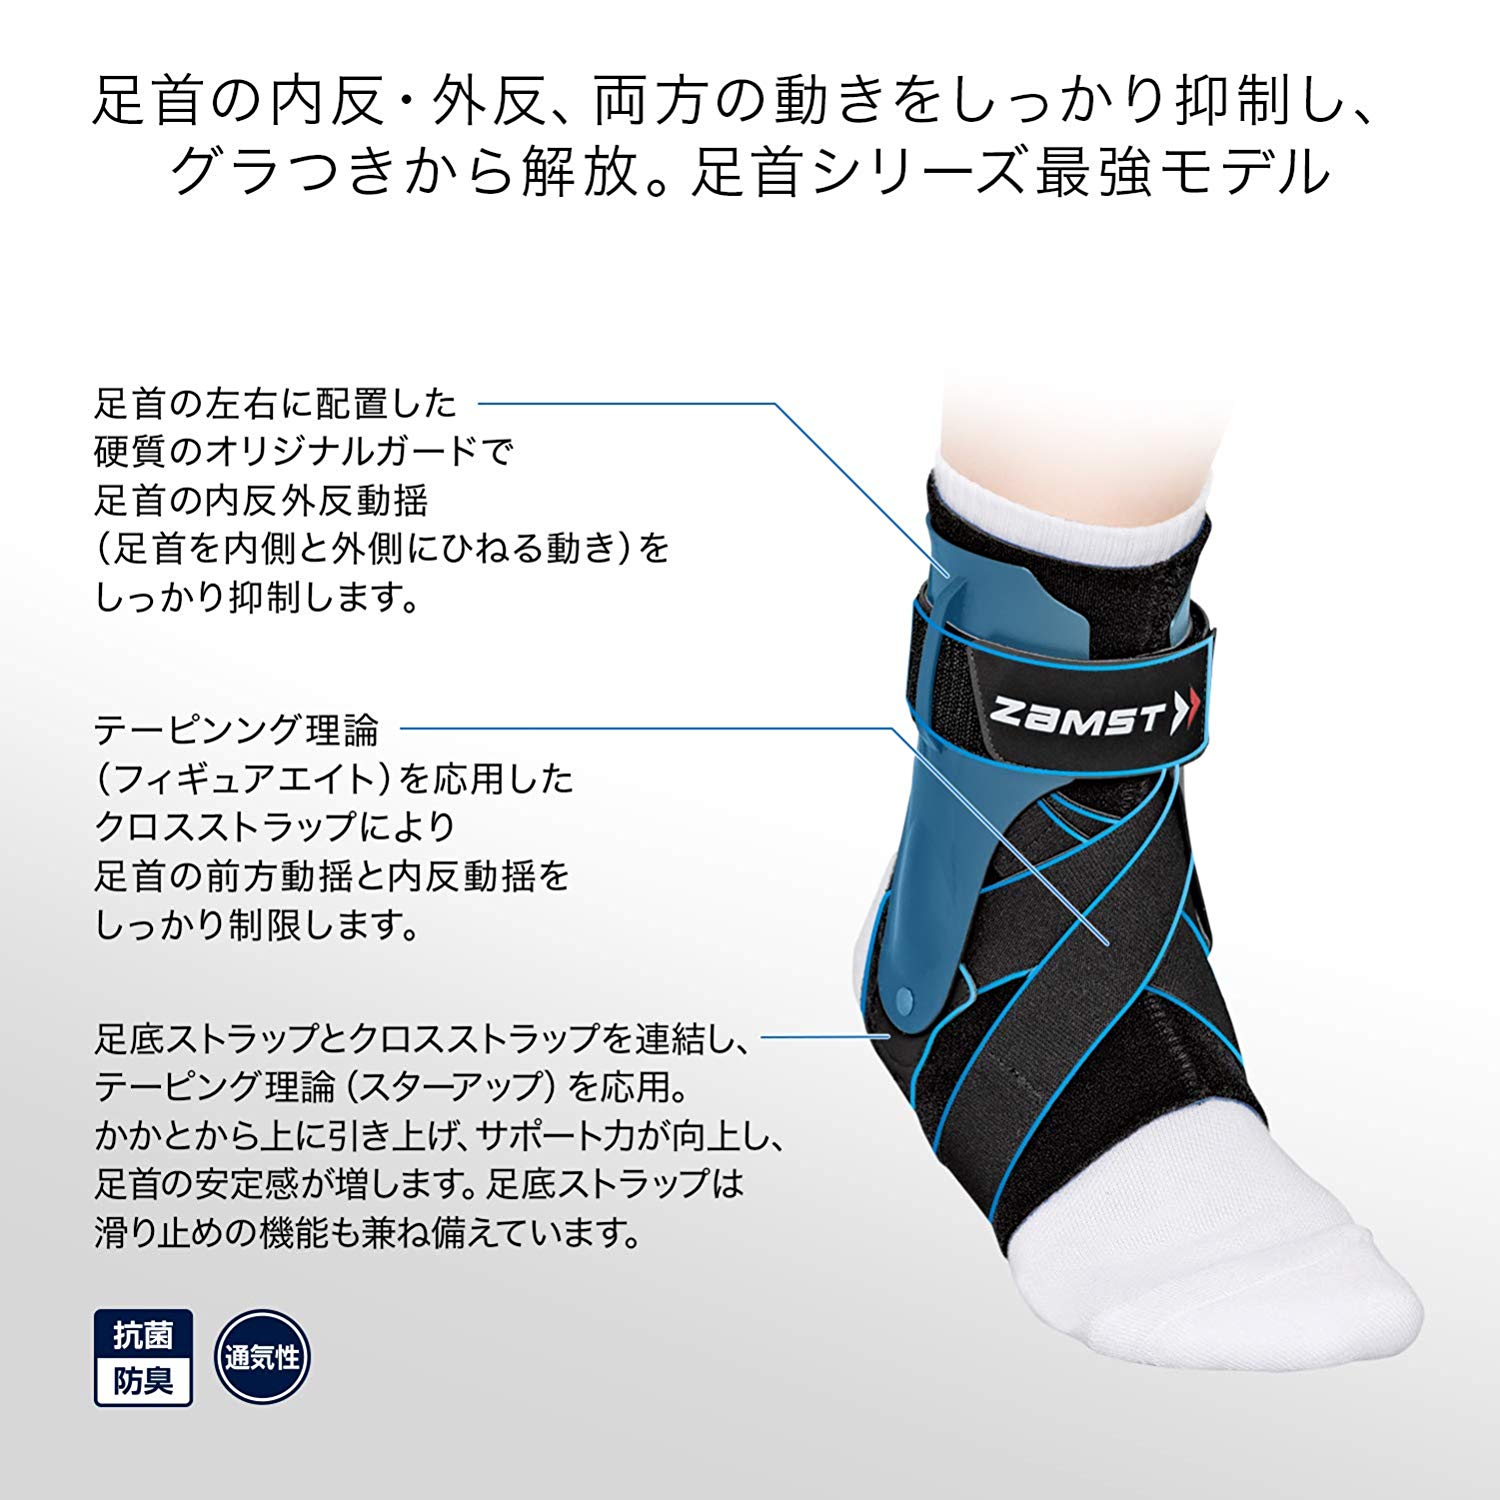 足首の内反・外反、両方の動きをしっかり抑制し、
グラつきから解放。足首シリーズ最強モデル
足首の左右に配置した
硬質のオリジナルガードで
足首の内反外反動揺
（足首を内側と外側にひねる動き）を
しっかり抑制します。
ZAMST
テーピンング理論
（フィギュアエイト）を応用した
クロスストラップにより
足首の前方動揺と内反動揺を
しっかり制限します。
足底ストラップとクロスストラップを連結し、
テーピング理論（スターアップ）を応用。
かかとから上に引き上げ、サポート力が向上し、
足首の安定感が増します。足底ストラップは
滑り止めの機能も兼ね備えています。
抗菌
防臭
通気性